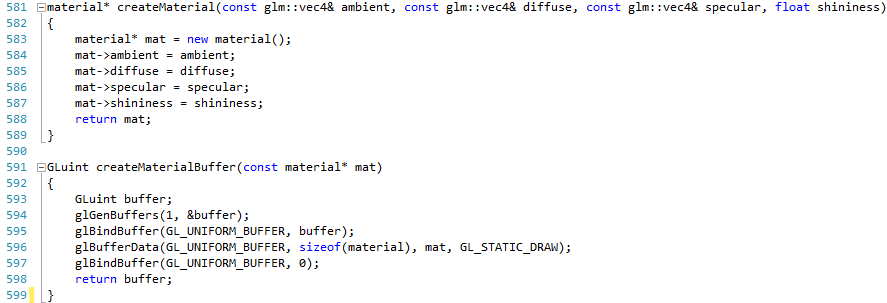 581 material* createMaterial(const glm::vec4& ambient, const glm::vec4& diffuse, const glm::vec4& specular, float shininess)
582 {
583     material* mat = new material();
584     mat->ambient = ambient;
585     mat->diffuse = diffuse;
586     mat->specular = specular;
587     mat->shininess = shininess;
588     return mat;
589 }
590
591 GLuint createMaterialBuffer(const material* mat)
592 {
593     GLuint buffer;
594     glGenBuffers(1, &buffer);
595     glBindBuffer(GL_UNIFORM_BUFFER, buffer);
596     glBufferData(GL_UNIFORM_BUFFER, sizeof(material), mat, GL_STATIC_DRAW);
597     glBindBuffer(GL_UNIFORM_BUFFER, 0);
598     return buffer;
599 }